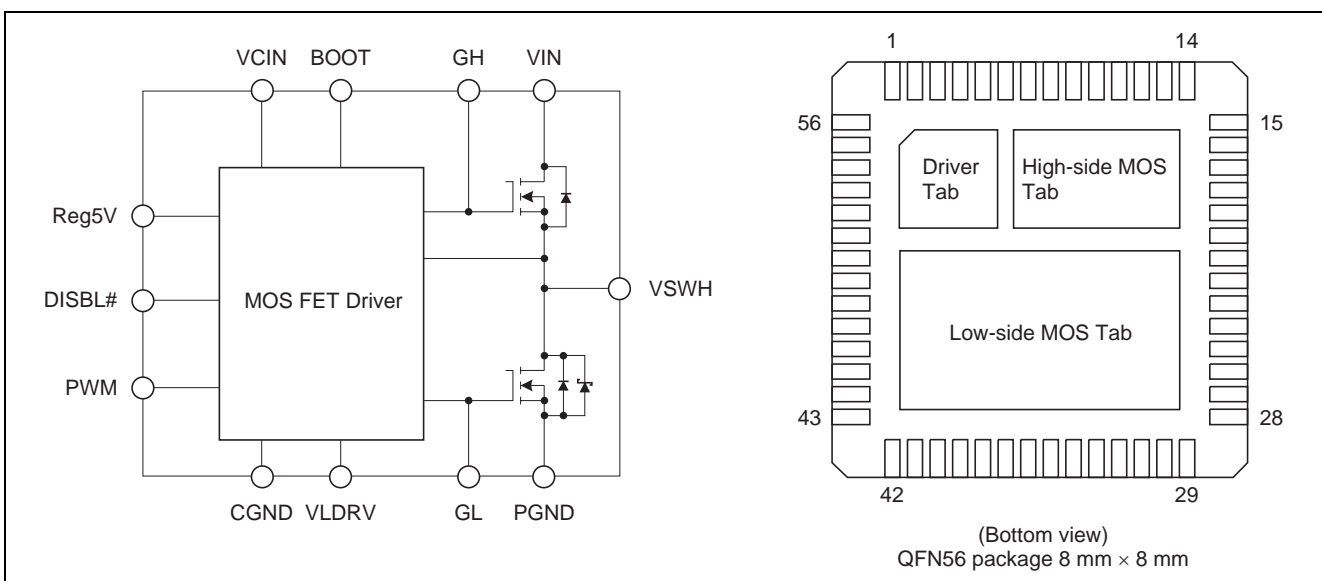 VCIN BOOT GH VIN
Reg5V
DISBL#
PWM
MOS FET Driver
VSWH
CGND VLDRV GL PGND
1 14
56 15
Driver
Tab
High-side MOS
Tab
Low-side MOS Tab
43 28
42 29
(Bottom view)
QFN56 package 8 mm × 8 mm